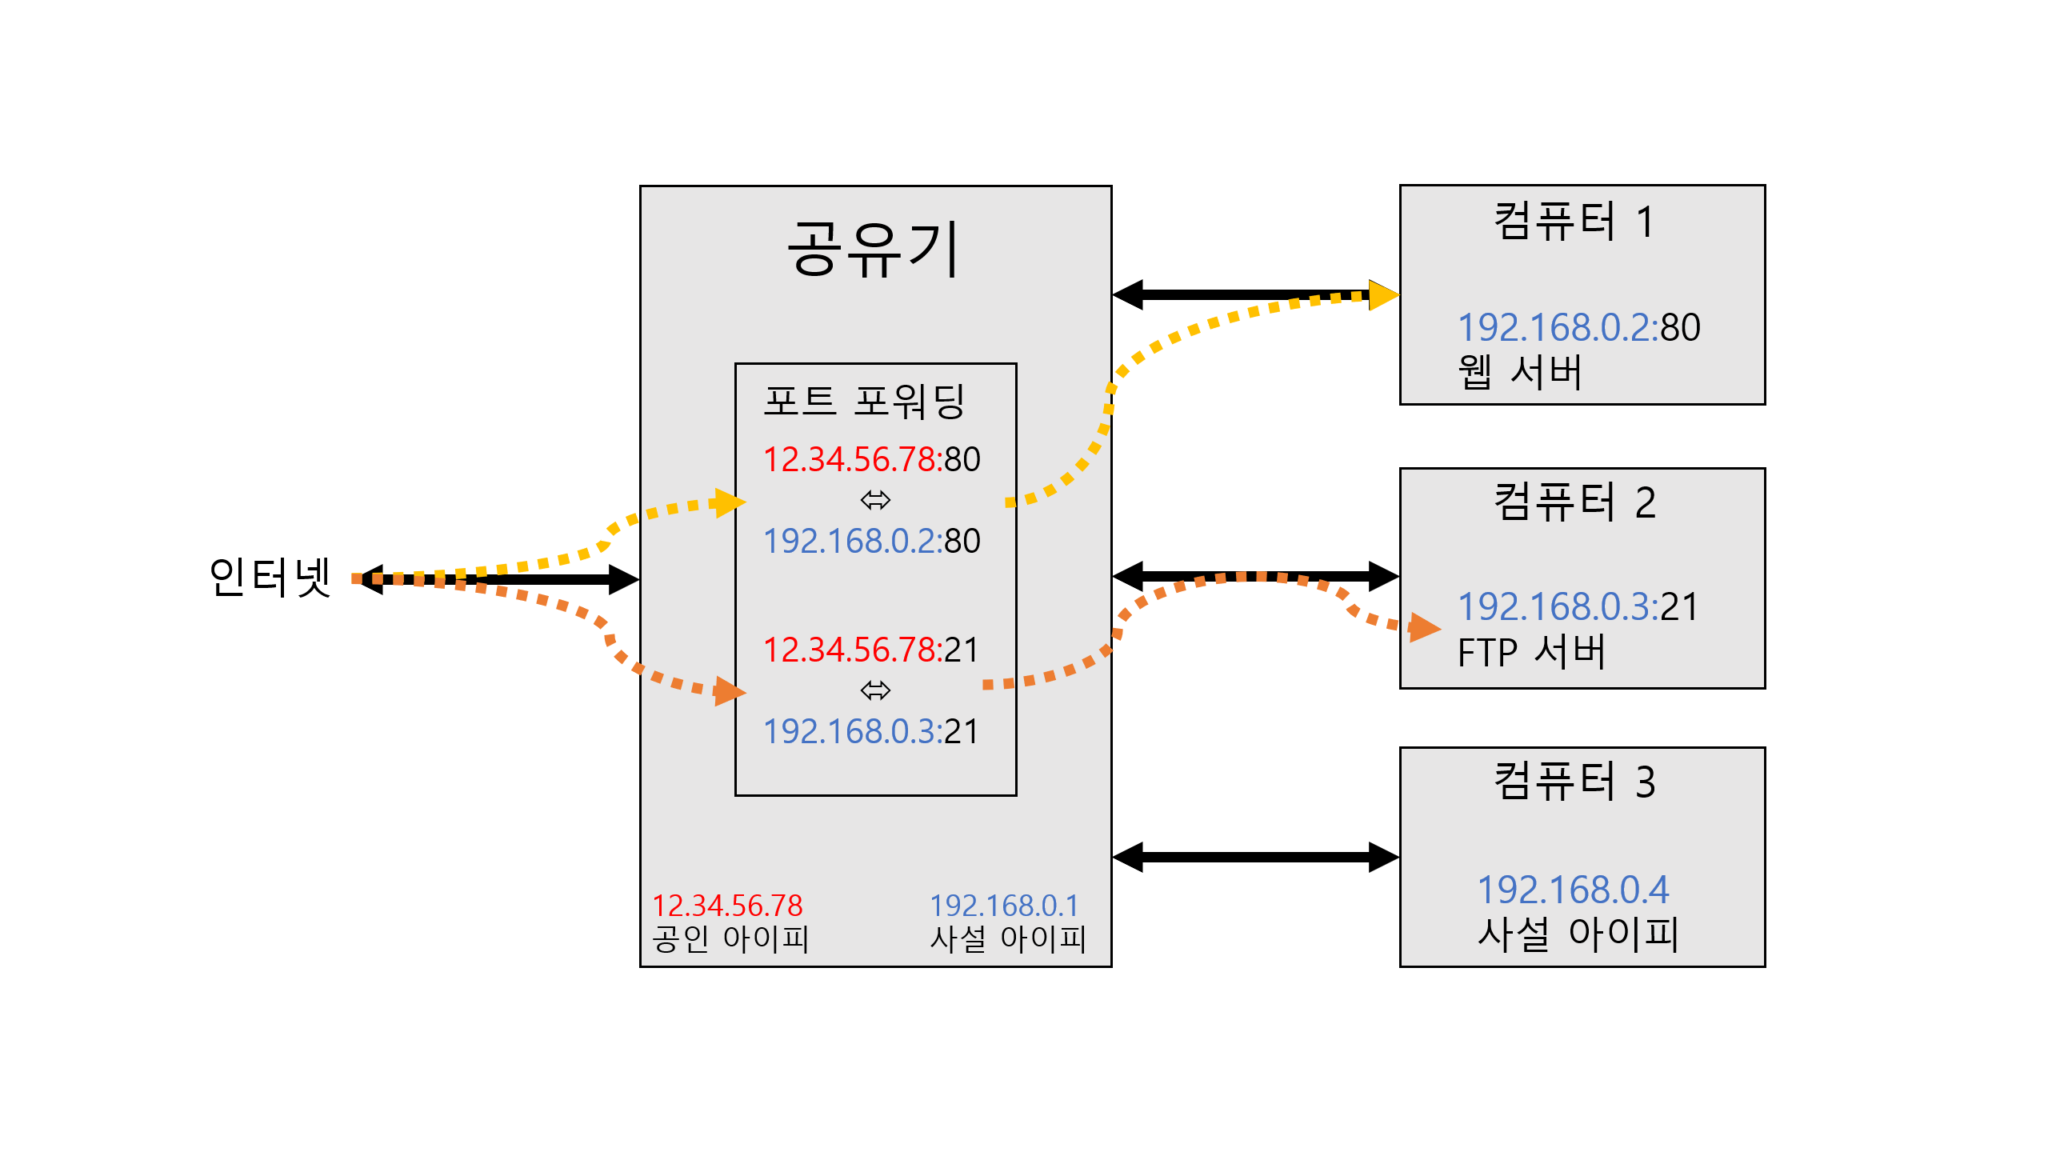 인터넷
공유기
포트 포워딩
12.34.56.78:80
⬄
192.168.0.2:80
12.34.56.78:21
⬄
192.168.0.3:21
12.34.56.78
공인 아이피
192.168.0.1
사설 아이피
컴퓨터 1
192.168.0.2:80
웹 서버
컴퓨터 2
192.168.0.3:21
FTP 서버
컴퓨터 3
192.168.0.4
사설 아이피